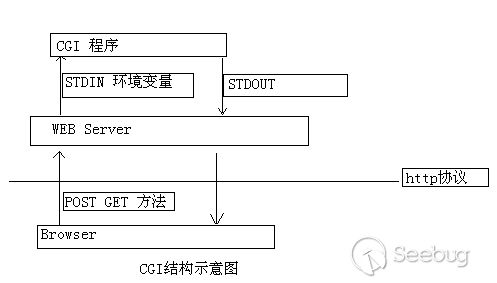 CGI 程序
STDIN 环境变量
STDOUT
WEB Server
http协议
POST GET 方法
Browser
CGI结构示意图
Seebug